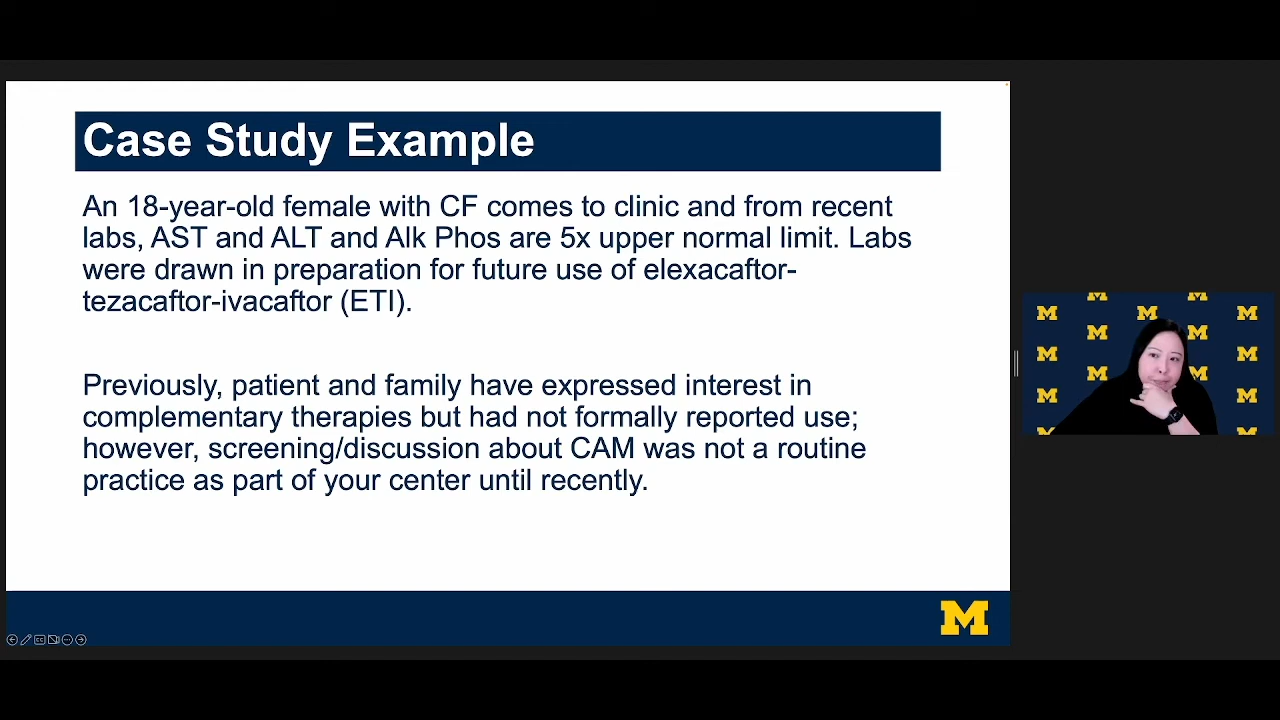 Case Study Example
An 18-year-old female with CF comes to clinic and from recent
labs, AST and ALT and Alk Phos are 5x upper normal limit. Labs
were drawn in preparation for future use of elexacaftor-
tezacaftor-ivacaftor (ETI).
Previously, patient and family have expressed interest in
complementary therapies but had not formally reported use;
however, screening/discussion about CAM was not a routine
practice as part of your center until recently.
M